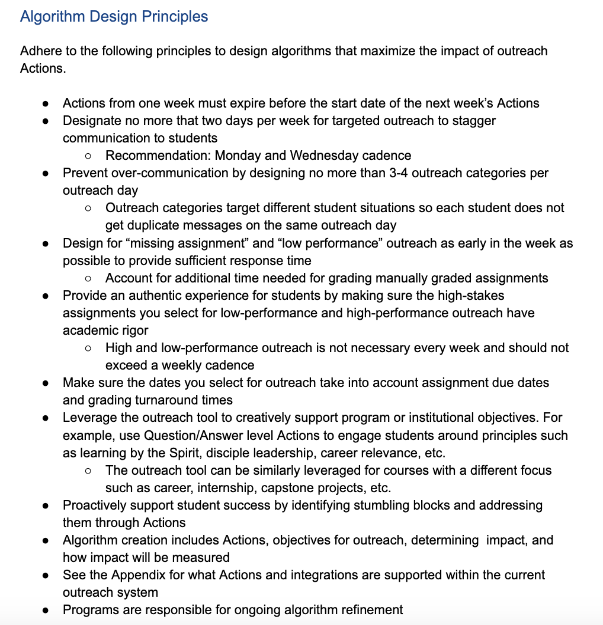 Algorithm Design Principles
Adhere to the following principles to design algorithms that maximize the impact of outreach
Actions.
● Actions from one week must expire before the start date of the next week's Actions
● Designate no more that two days per week for targeted outreach to stagger
communication to students
○ Recommendation: Monday and Wednesday cadence
● Prevent over-communication by designing no more than 3-4 outreach categories per
outreach day
○ Outreach categories target different student situations so each student does not
get duplicate messages on the same outreach day
● Design for “missing assignment” and “low performance” outreach as early in the week as
possible to provide sufficient response time
○ Account for additional time needed for grading manually graded assignments
● Provide an authentic experience for students by making sure the high-stakes
assignments you select for low-performance and high-performance outreach have
academic rigor
○ High and low-performance outreach is not necessary every week and should not
exceed a weekly cadence
● Make sure the dates you select for outreach take into account assignment due dates
and grading turnaround times
● Leverage the outreach tool to creatively support program or institutional objectives. For
example, use Question/Answer level Actions to engage students around principles such
as learning by the Spirit, disciple leadership, career relevance, etc.
○ The outreach tool can be similarly leveraged for courses with a different focus
such as career, internship, capstone projects, etc.
● Proactively support student success by identifying stumbling blocks and addressing
them through Actions
● Algorithm creation includes Actions, objectives for outreach, determining impact, and
how impact will be measured
● See the Appendix for what Actions and integrations are supported within the current
outreach system
● Programs are responsible for ongoing algorithm refinement